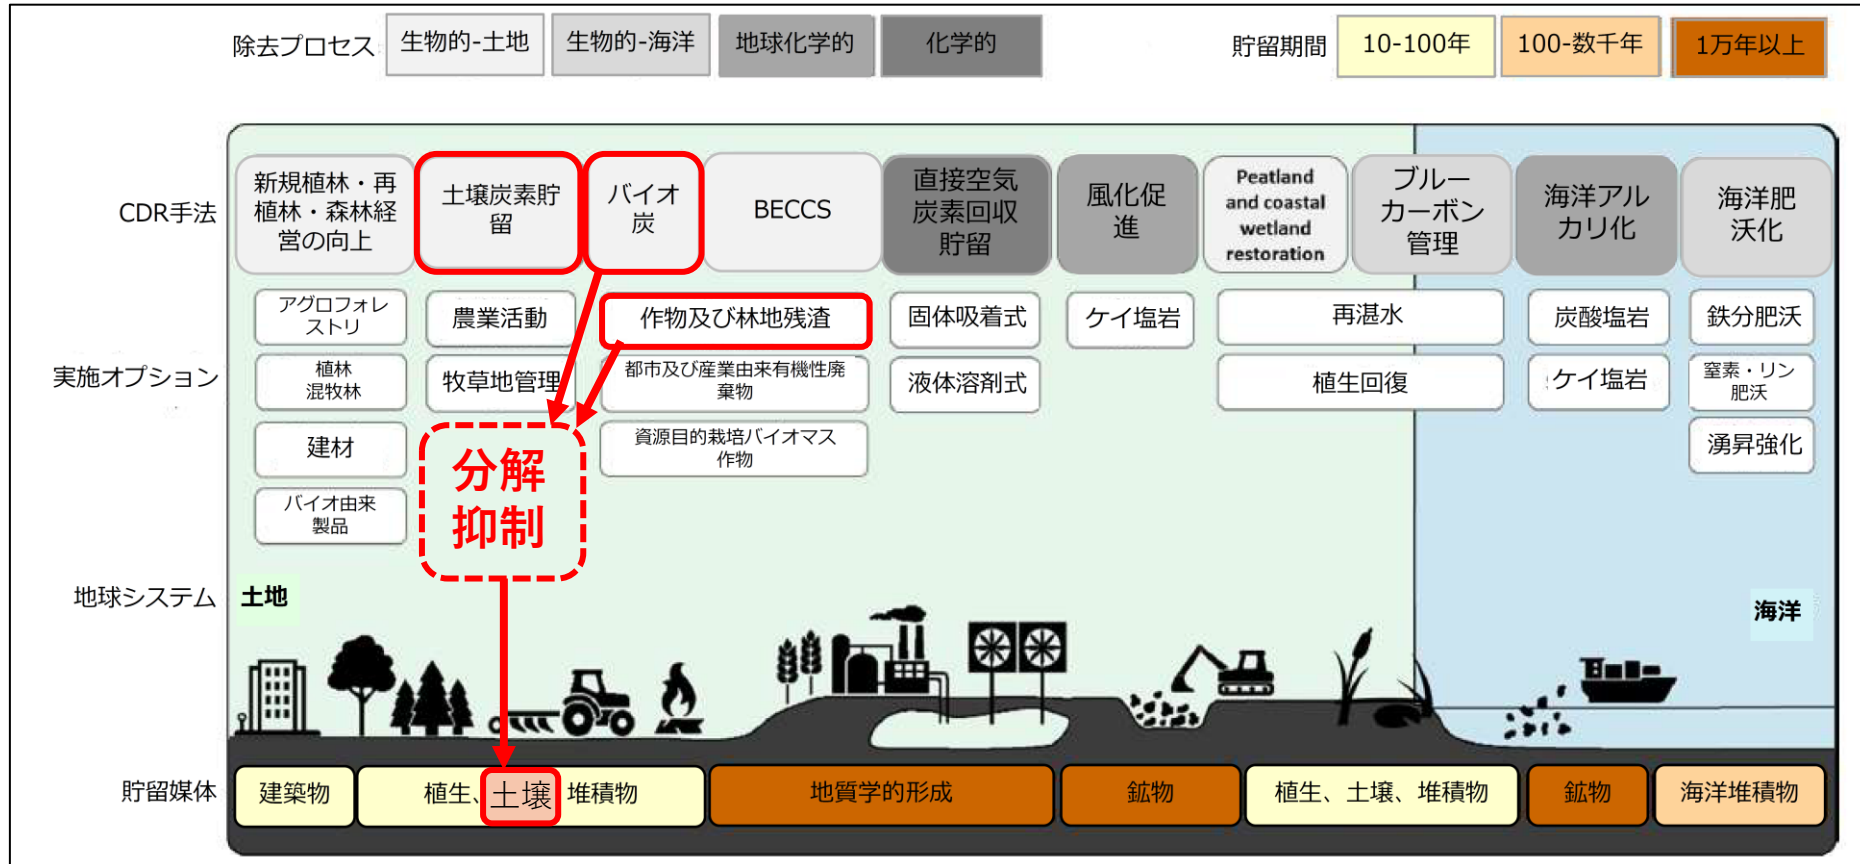 除去プロセス
生物的-土地
生物的-海洋
地球化学的
化学的
貯留期間
10-100年
100-数千年
1万年以上
CDR手法
新規植林・再
植林・森林経
営の向上
土壌炭素貯
留
バイオ
炭
BECCS
直接空気
炭素回収
貯留
風化促
進
Peatland
and coastal
wetland
restoration
ブルー
カーボン
管理
海洋アル
カリ化
海洋肥
沃化
実施オプション
アグロフォレ
ストリ
植林
混牧林
建材
バイオ由来
製品
農業活動
牧草地管理
作物及び林地残渣
都市及び産業由来有機性廃
棄物
資源目的栽培バイオマス
作物
固体吸着式
液体溶剤式
ケイ塩岩
再湛水
植生回復
炭酸塩岩
ケイ塩岩
鉄分肥沃
窒素・リン
肥沃
湧昇強化
分解
抑制
地球システム
土地
海洋
貯留媒体
建築物
植生、土壌、堆積物
地質学的形成
鉱物
植生、土壌、堆積物
鉱物
海洋堆積物